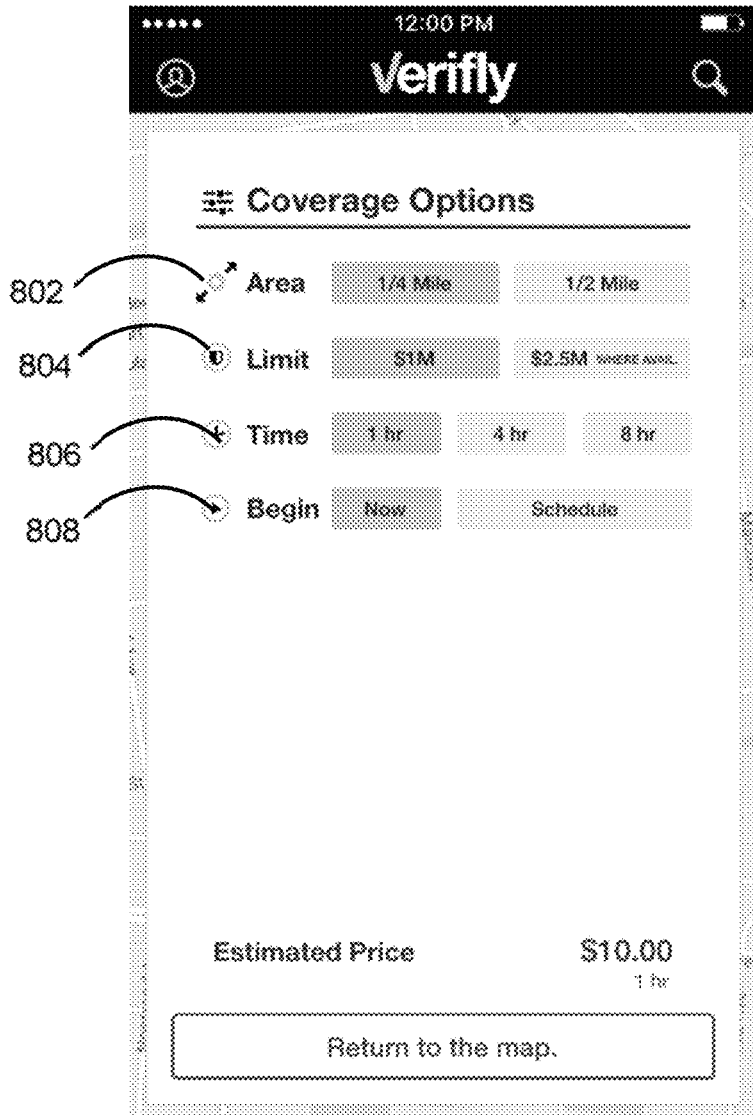 12:00 PM
Verifly
Coverage Options
802 Area 1/4 Mile 1/2 Mile
804 Limit $1M $2.5M WHERE AVAIL.
806 Time 1 hr 4 hr 8 hr
808 Begin Now Schedule
Estimated Price $10.00
1 hr
Return to the map.